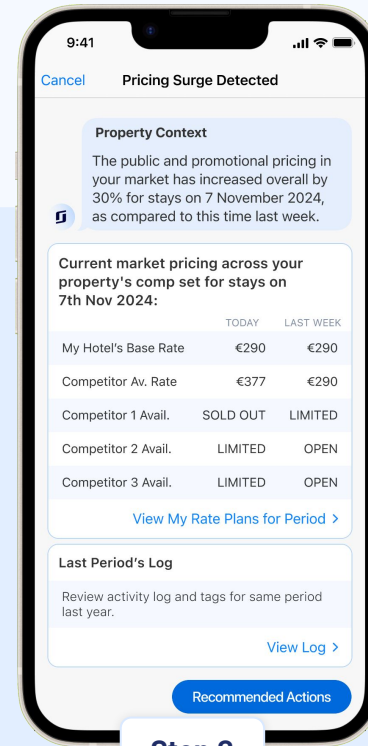 9:41
Cancel Pricing Surge Detected
Property Context
The public and promotional pricing in
your market has increased overall by
30% for stays on 7 November 2024,
as compared to this time last week.
Current market pricing across your
property's comp set for stays on
7th Nov 2024:
TODAY LAST WEEK
My Hotel's Base Rate €290 €290
Competitor Av. Rate €377 €290
Competitor 1 Avail. SOLD OUT LIMITED
Competitor 2 Avail. LIMITED OPEN
Competitor 3 Avail. LIMITED OPEN
View My Rate Plans for Period >
Last Period's Log
Review activity log and tags for same period
last year.
View Log >
Recommended Actions